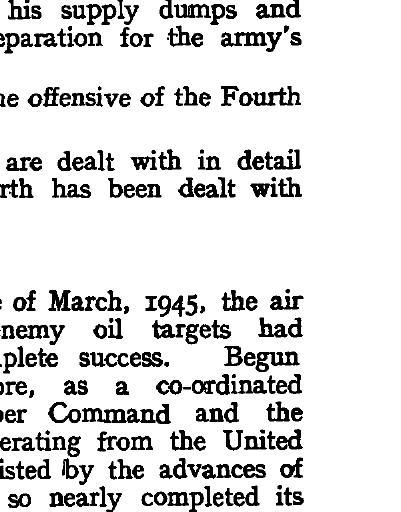 his supply dumps and
eparation for the army's
e offensive of the Fourth
are dealt with in detail
rth has been dealt with
of March, 1945, the air
nemy oil targets had
plete success. Begun
ore, as a co-ordinated
er Command and the
erating from the United
isted by the advances of
so nearly completed its